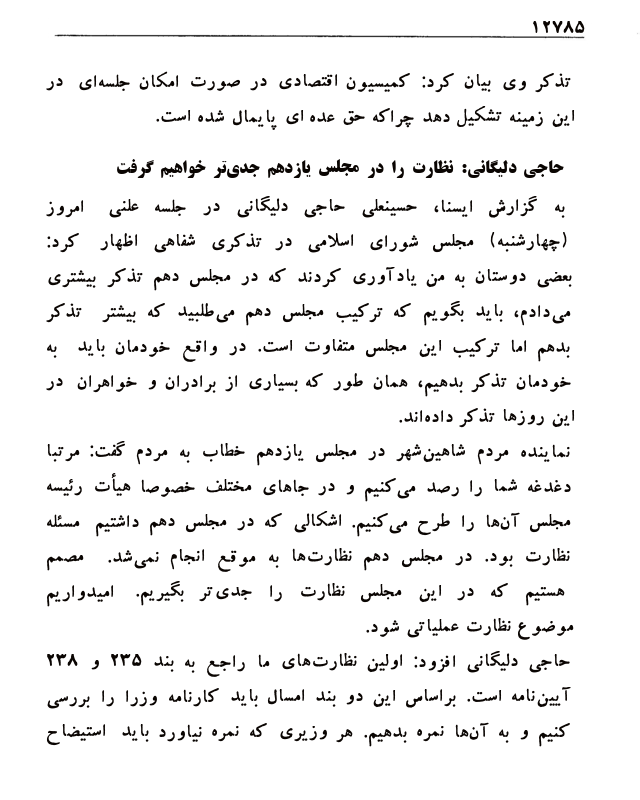 ۱۲۷۸۵
تذکر وی بیان کرد: کمیسیون اقتصادی در صورت امکان جلسه‌ای در
این زمینه تشکیل دهد چراکه حق عده ای پایمال شده است.
حاجی دلیگانی: نظارت را در مجلس یازدهم جدی‌تر خواهیم گرفت
به گزارش ایسنا، حسینعلی حاجی دلیگانی در جلسه علنی امروز
(چهارشنبه) مجلس شورای اسلامی در تذکری شفاهی اظهار کرد:
بعضی دوستان به من یادآوری کردند که در مجلس دهم تذکر بیشتری
می‌دادم، باید بگویم که ترکیب مجلس دهم می‌طلبید که بیشتر تذکر
بدهم اما ترکیب این مجلس متفاوت است. در واقع خودمان باید به
خودمان تذکر بدهیم، همان طور که بسیاری از برادران و خواهران در
این روزها تذکر داده‌اند.
نماینده مردم شاهین‌شهر در مجلس یازدهم خطاب به مردم گفت: مرتبا
دغدغه شما را رصد می‌کنیم و در جاهای مختلف خصوصا هیأت رئیسه
مجلس آن‌ها را طرح می‌کنیم. اشکالی که در مجلس دهم داشتیم مسئله
نظارت بود. در مجلس دهم نظارت‌ها به موقع انجام نمی‌شد. مصمم
هستیم که در این مجلس نظارت را جدی‌تر بگیریم. امیدواریم
موضوع نظارت عملیاتی شود.
حاجی دلیگانی افزود: اولین نظارت‌های ما راجع به بند ۲۳۵ و ۲۳۸
آیین‌نامه است. براساس این دو بند امسال باید کارنامه وزرا را بررسی
کنیم و به آن‌ها نمره بدهیم. هر وزیری که نمره نیاورد باید استیضاح